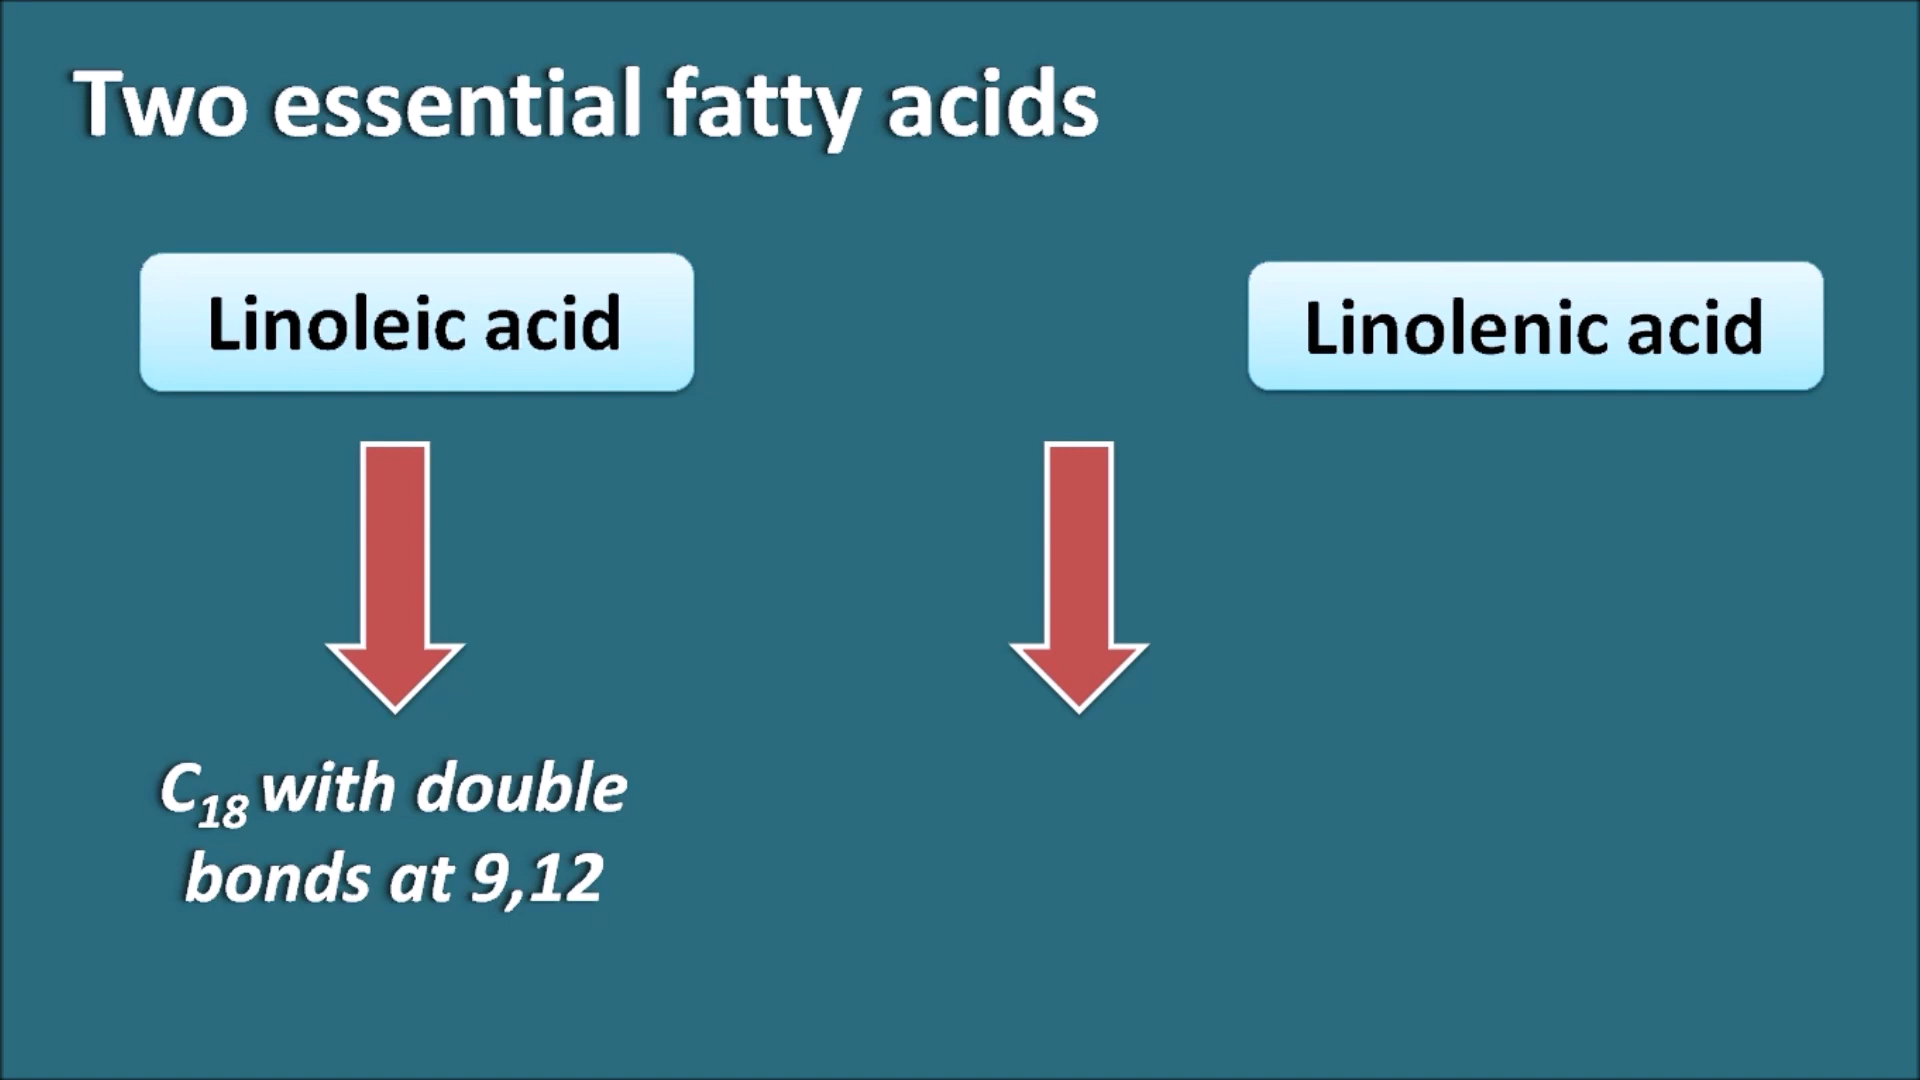 Two essential fatty acids
Linoleic acid
Linolenic acid
C₁₈ with double
bonds at 9,12